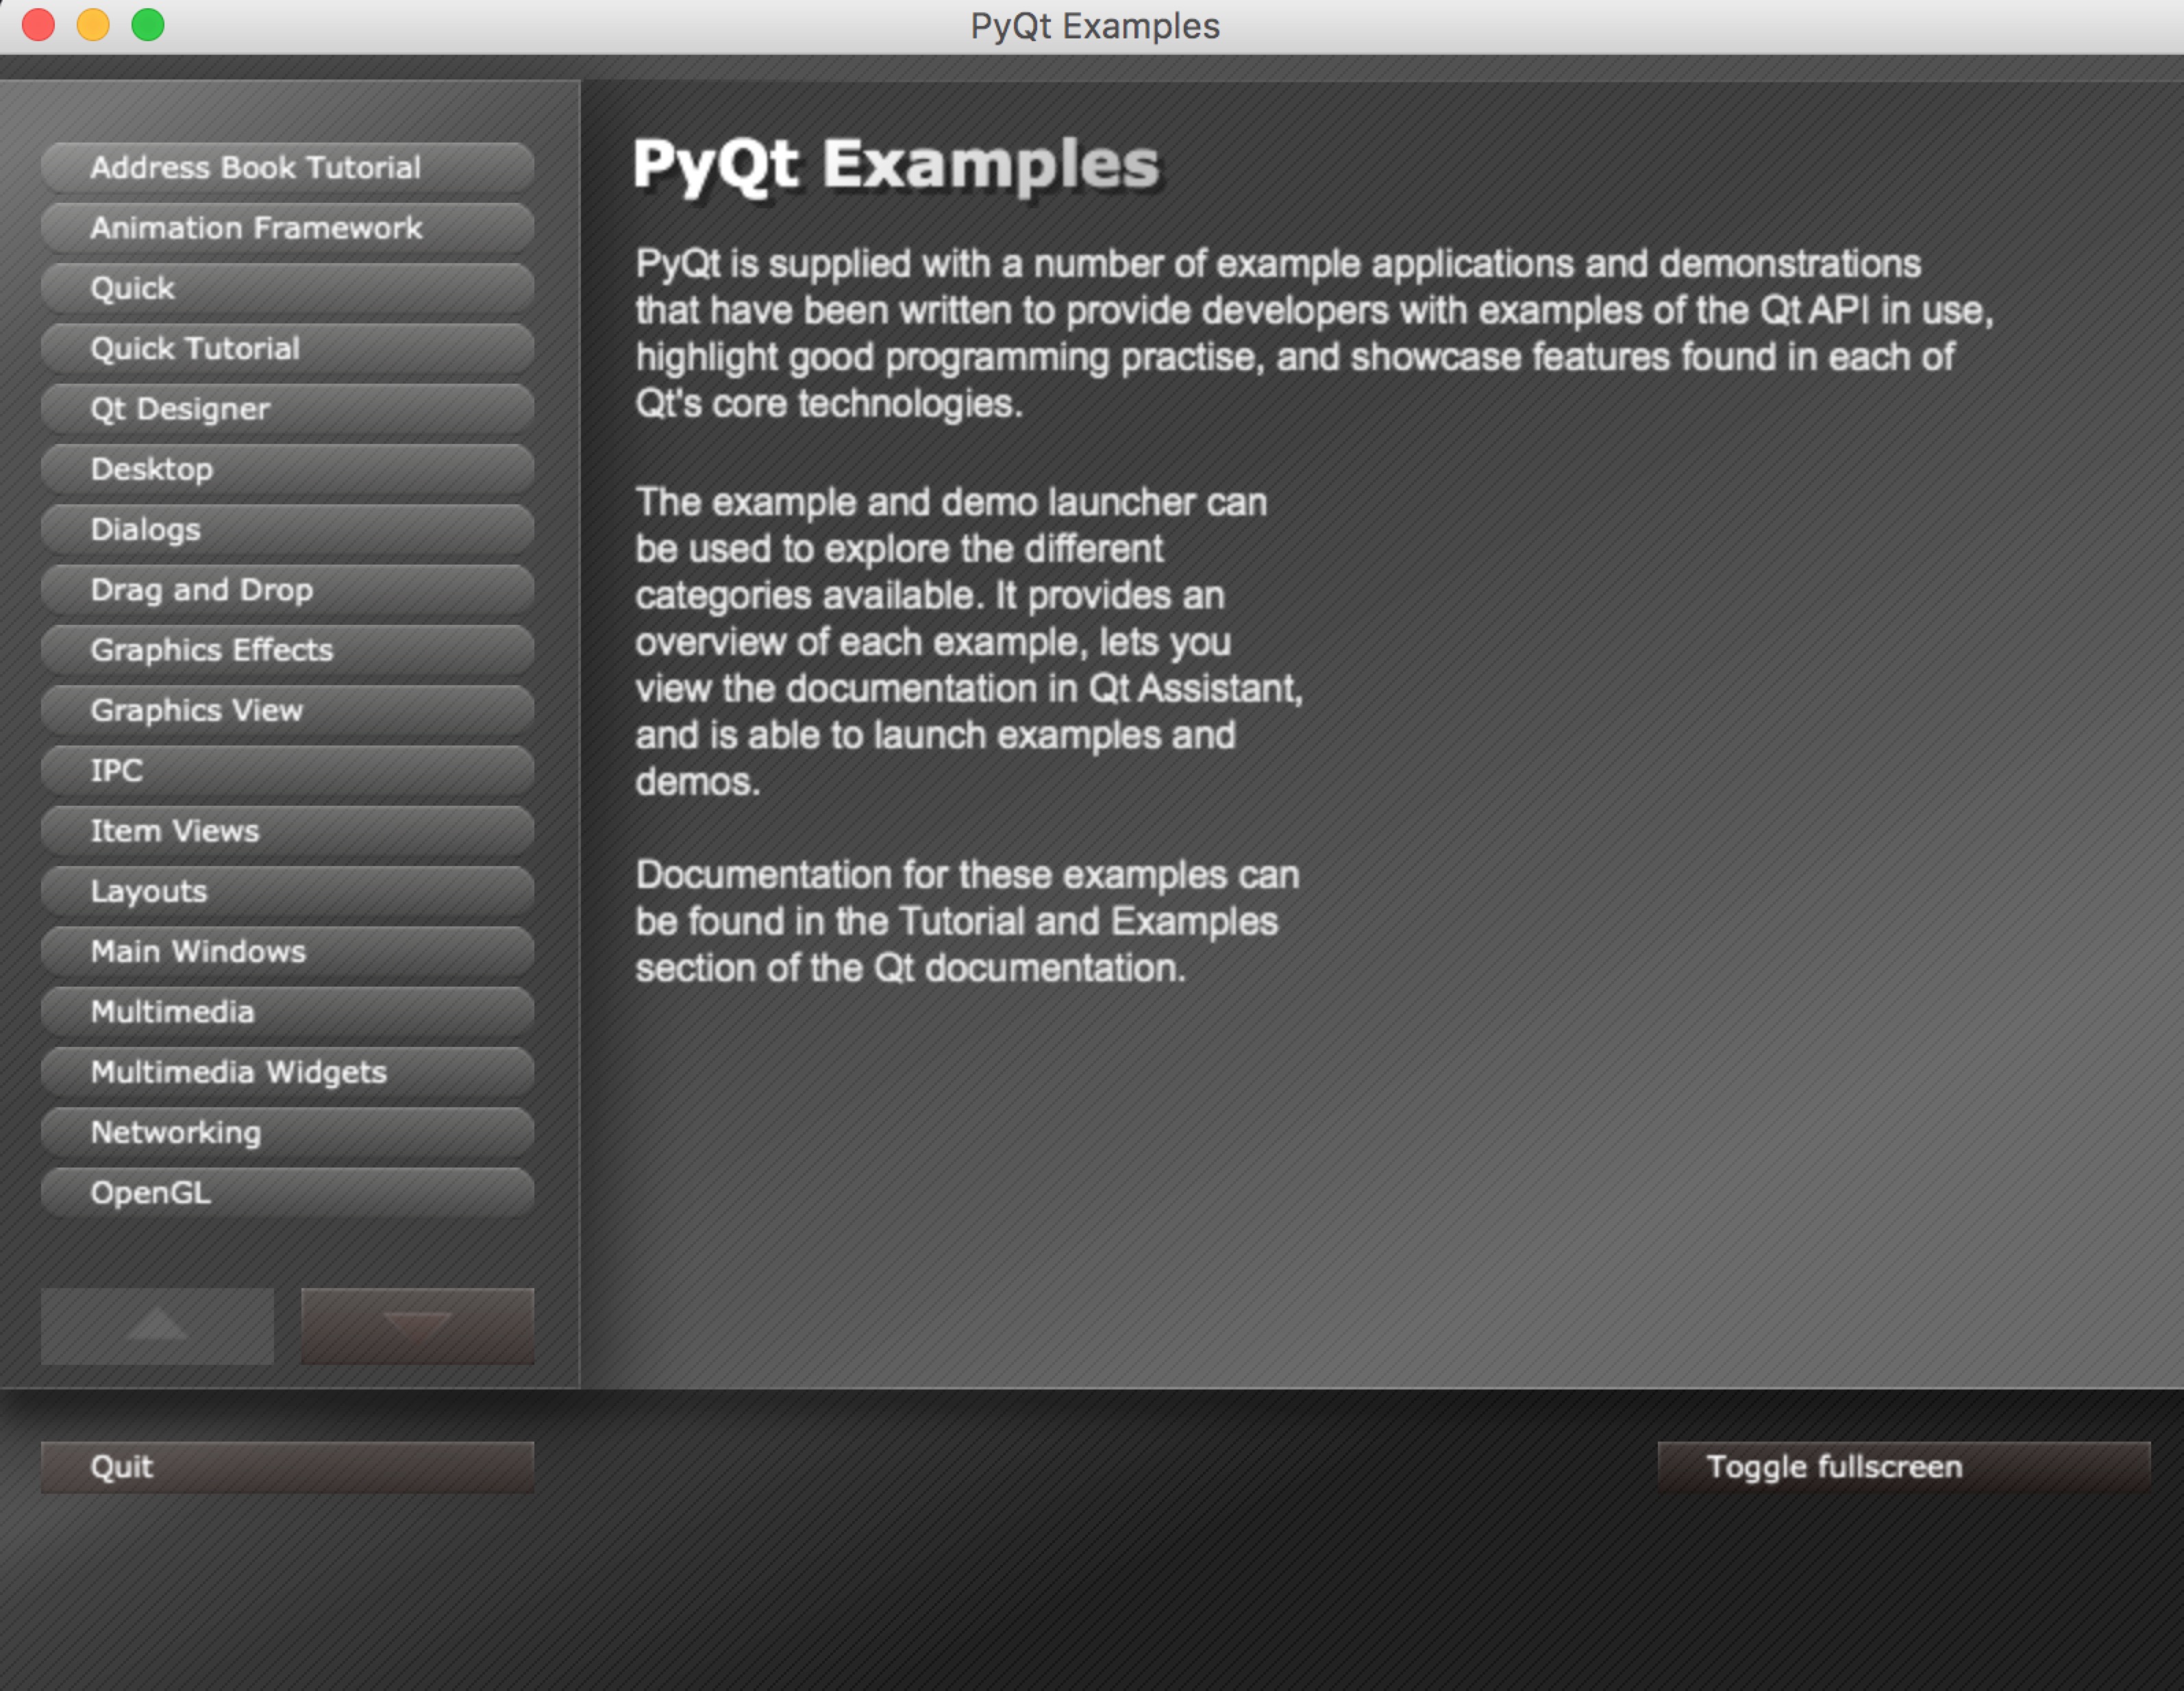 PyQt Examples
Address Book Tutorial
Animation Framework
Quick
Quick Tutorial
Qt Designer
Desktop
Dialogs
Drag and Drop
Graphics Effects
Graphics View
IPC
Item Views
Layouts
Main Windows
Multimedia
Multimedia Widgets
Networking
OpenGL
PyQt Examples
PyQt is supplied with a number of example applications and demonstrations
that have been written to provide developers with examples of the Qt API in use,
highlight good programming practise, and showcase features found in each of
Qt's core technologies.
The example and demo launcher can
be used to explore the different
categories available. It provides an
overview of each example, lets you
view the documentation in Qt Assistant,
and is able to launch examples and
demos.
Documentation for these examples can
be found in the Tutorial and Examples
section of the Qt documentation.
Quit
Toggle fullscreen